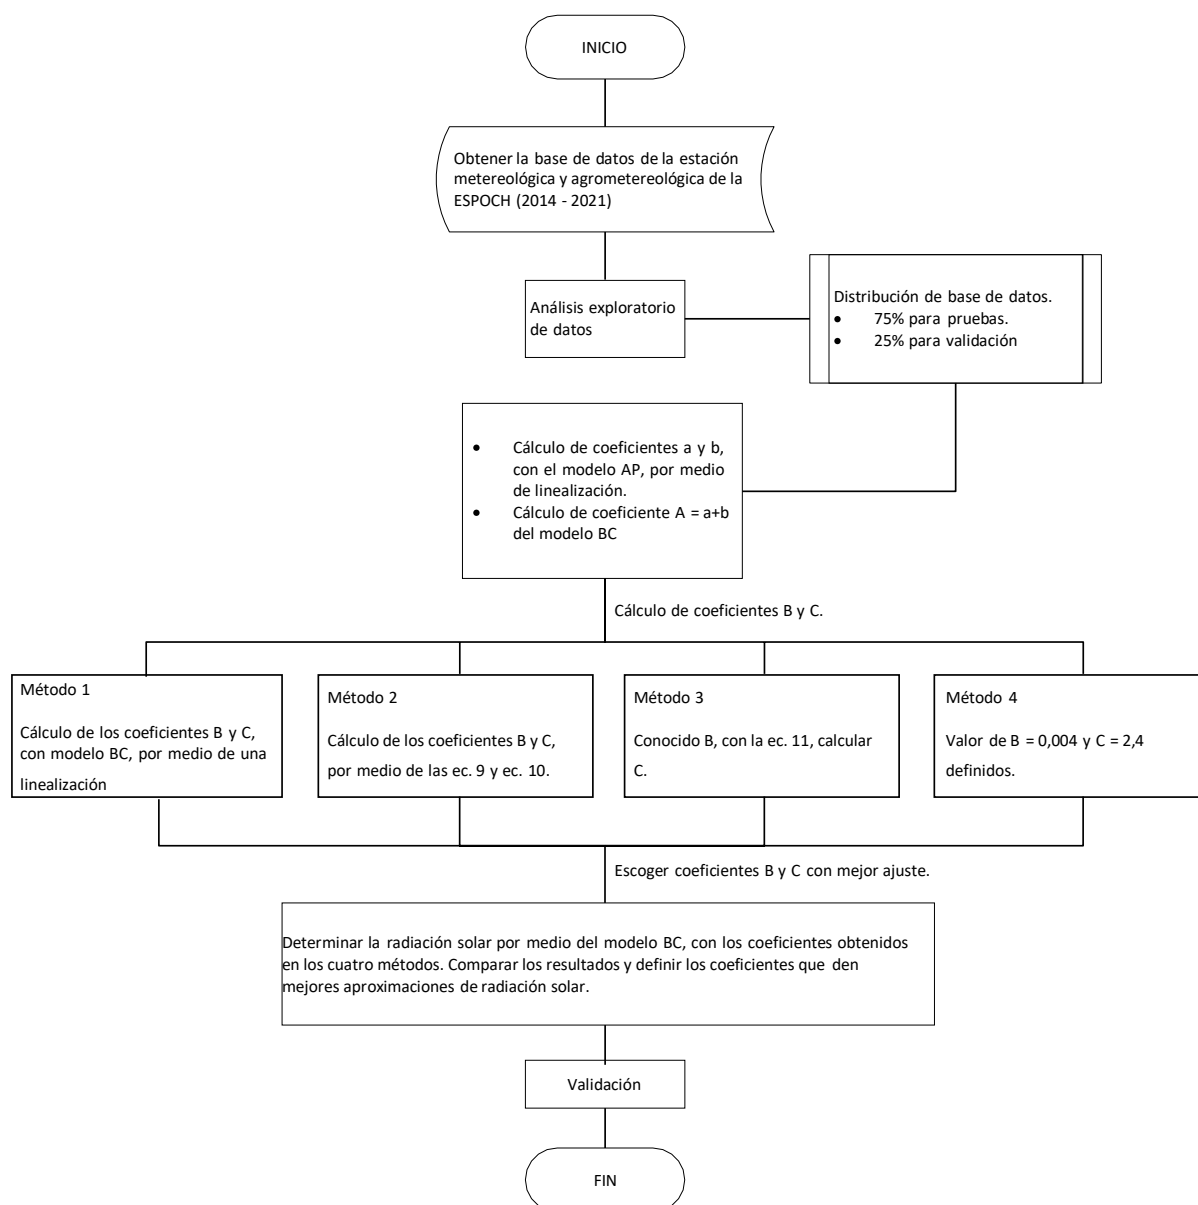 INICIO
Obtener la base de datos de la estación
metereológica y agrometereológica de la
ESPOCH (2014 - 2021)
Análisis exploratorio
de datos
Distribución de base de datos.
• 75% para pruebas.
• 25% para validación
• Cálculo de coeficientes a y b,
con el modelo AP, por medio
de linealización.
• Cálculo de coeficiente A = a+b
del modelo BC
Cálculo de coeficientes B y C.
Método 1
Cálculo de los coeficientes B y C,
con modelo BC, por medio de una
linealización
Método 2
Cálculo de los coeficientes B y C,
por medio de las ec. 9 y ec. 10.
Método 3
Conocido B, con la ec. 11, calcular
C.
Método 4
Valor de B = 0,004 y C = 2,4
definidos.
Escoger coeficientes B y C con mejor ajuste.
Determinar la radiación solar por medio del modelo BC, con los coeficientes obtenidos
en los cuatro métodos. Comparar los resultados y definir los coeficientes que den
mejores aproximaciones de radiación solar.
Validación
FIN